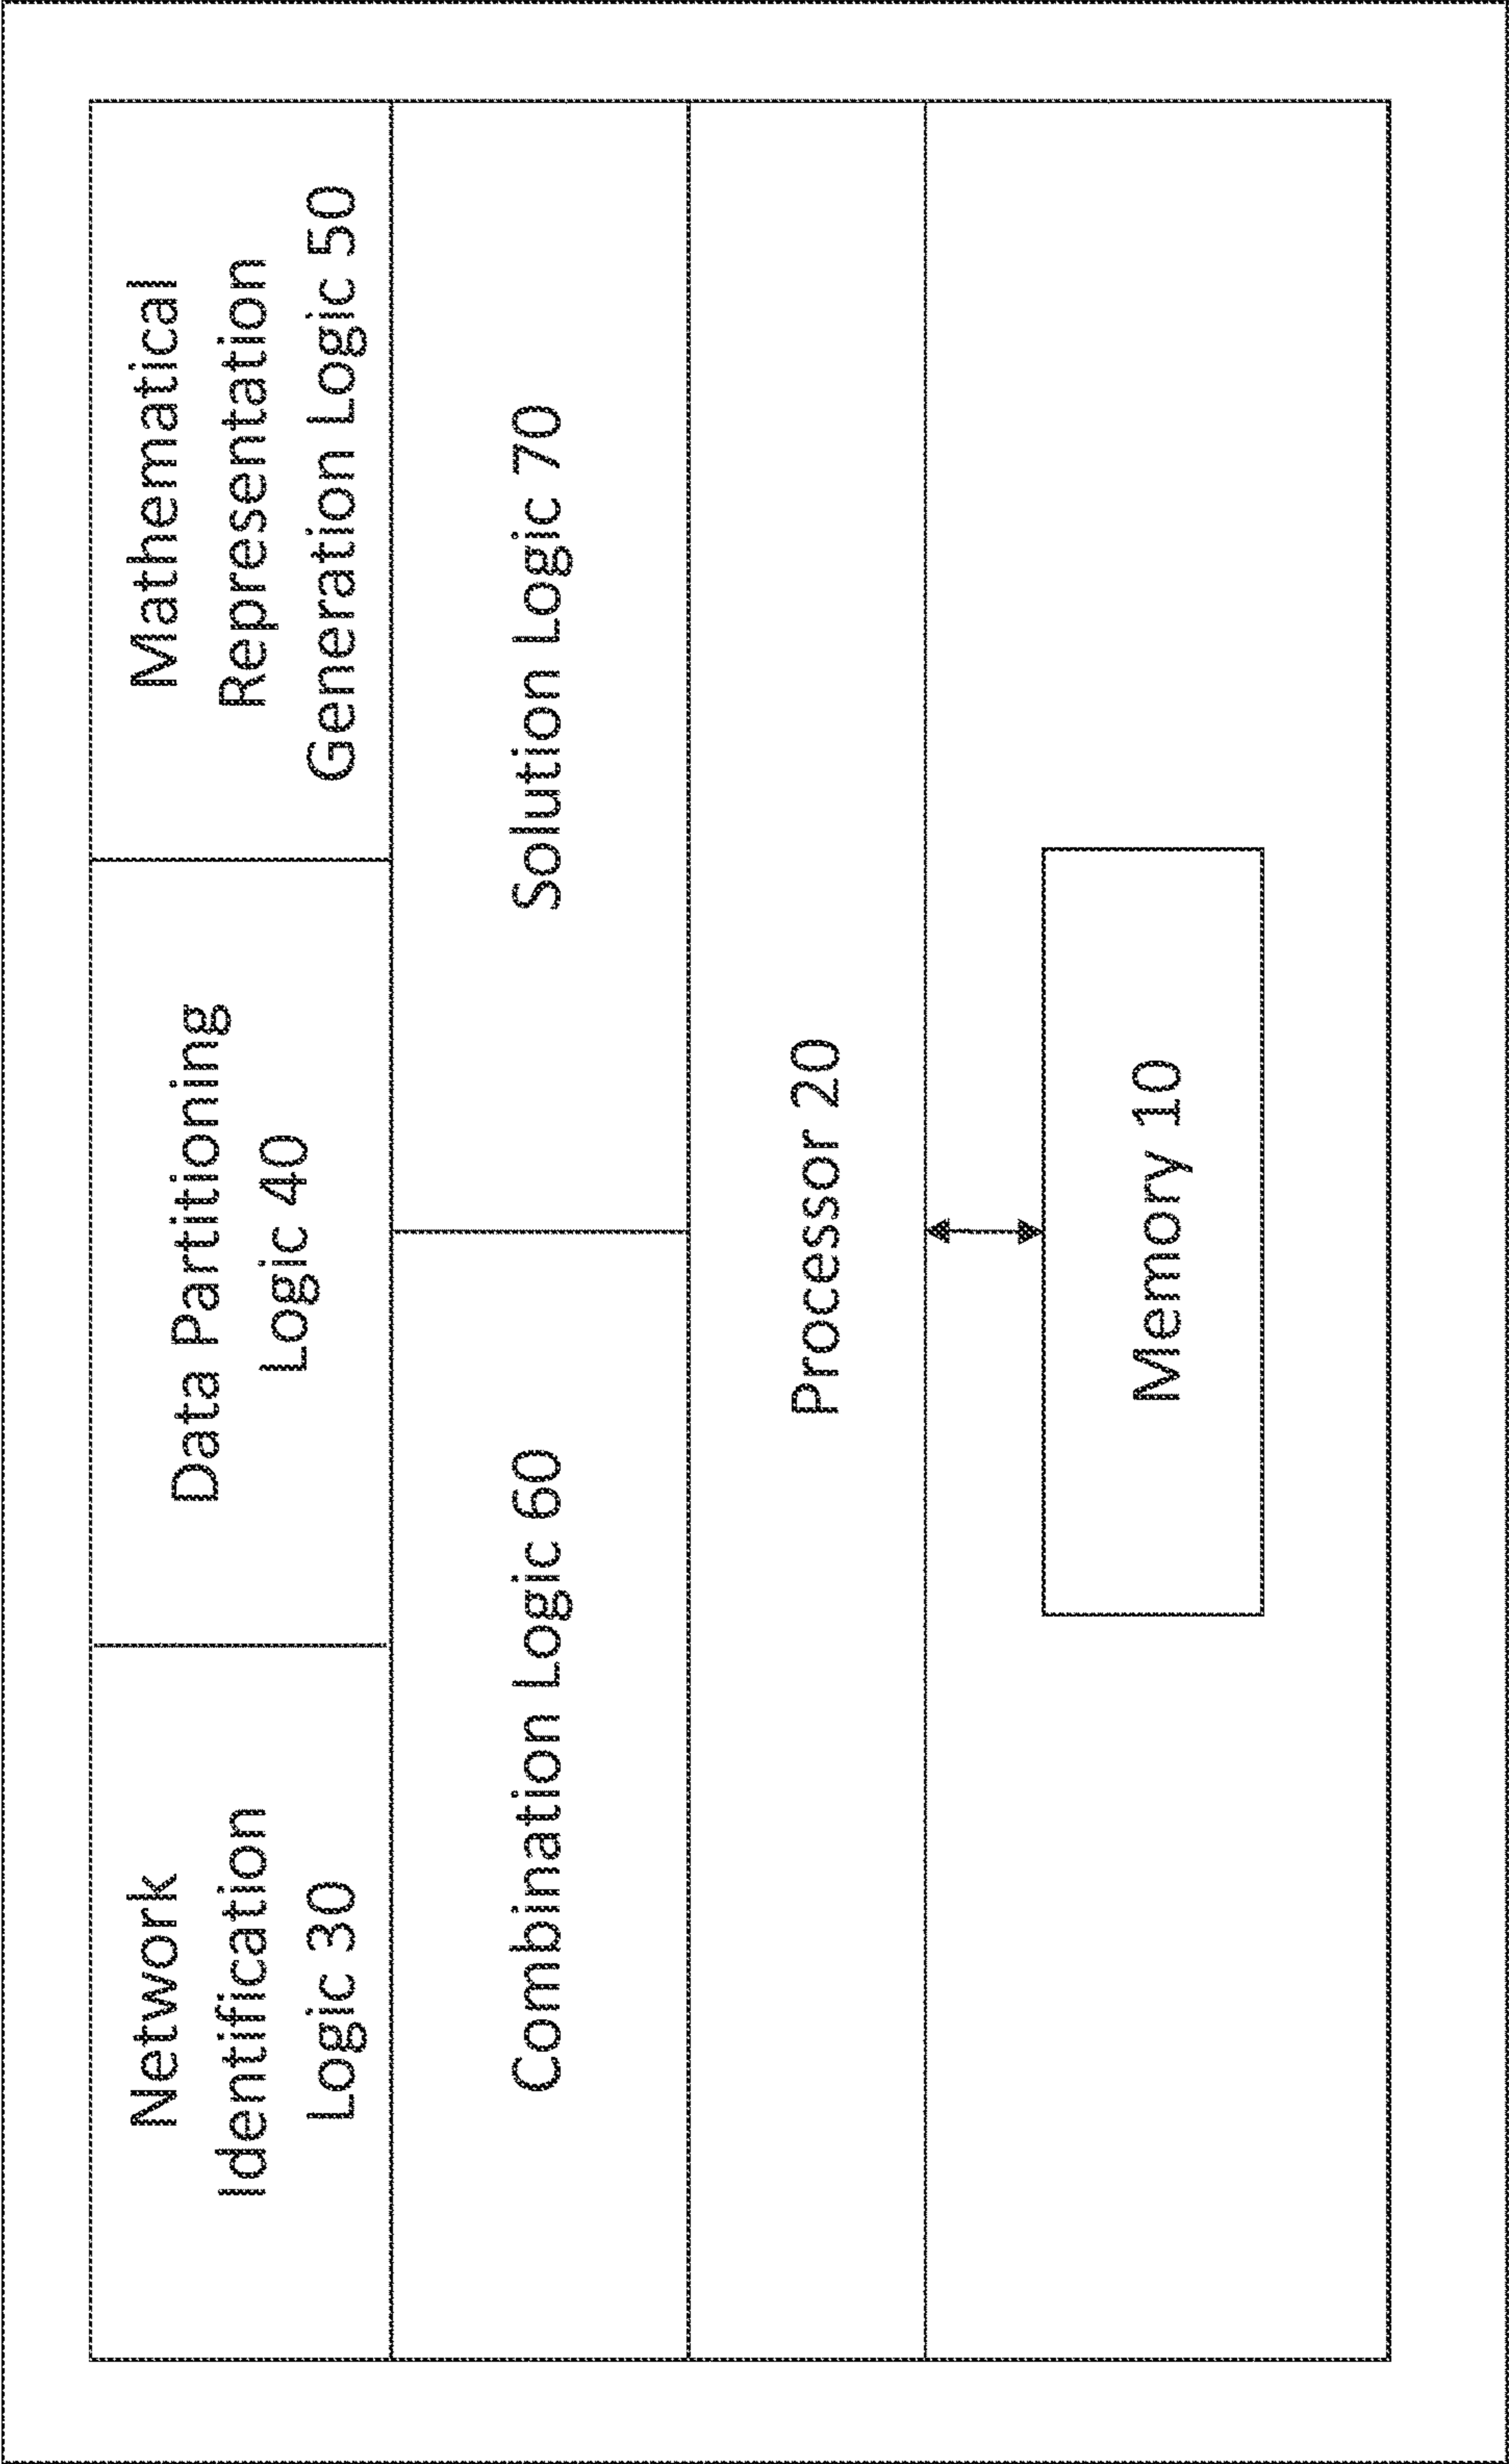 Network
Identification
Logic 30
Data Partitioning
Logic 40
Mathematical
Representation
Generation Logic 50
Combination Logic 60
Solution Logic 70
Processor 20
Memory 10